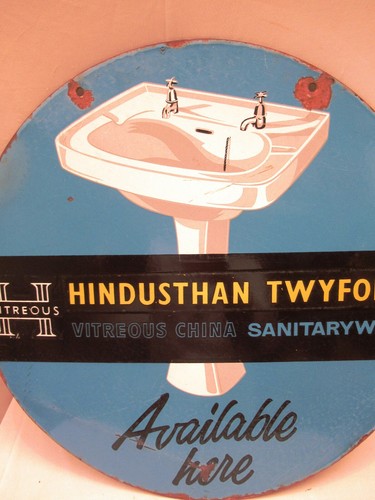 HINDUSTHAN TWYFO
H
VITREOUS
VITREOUS CHINA SANITARYW
Available
here